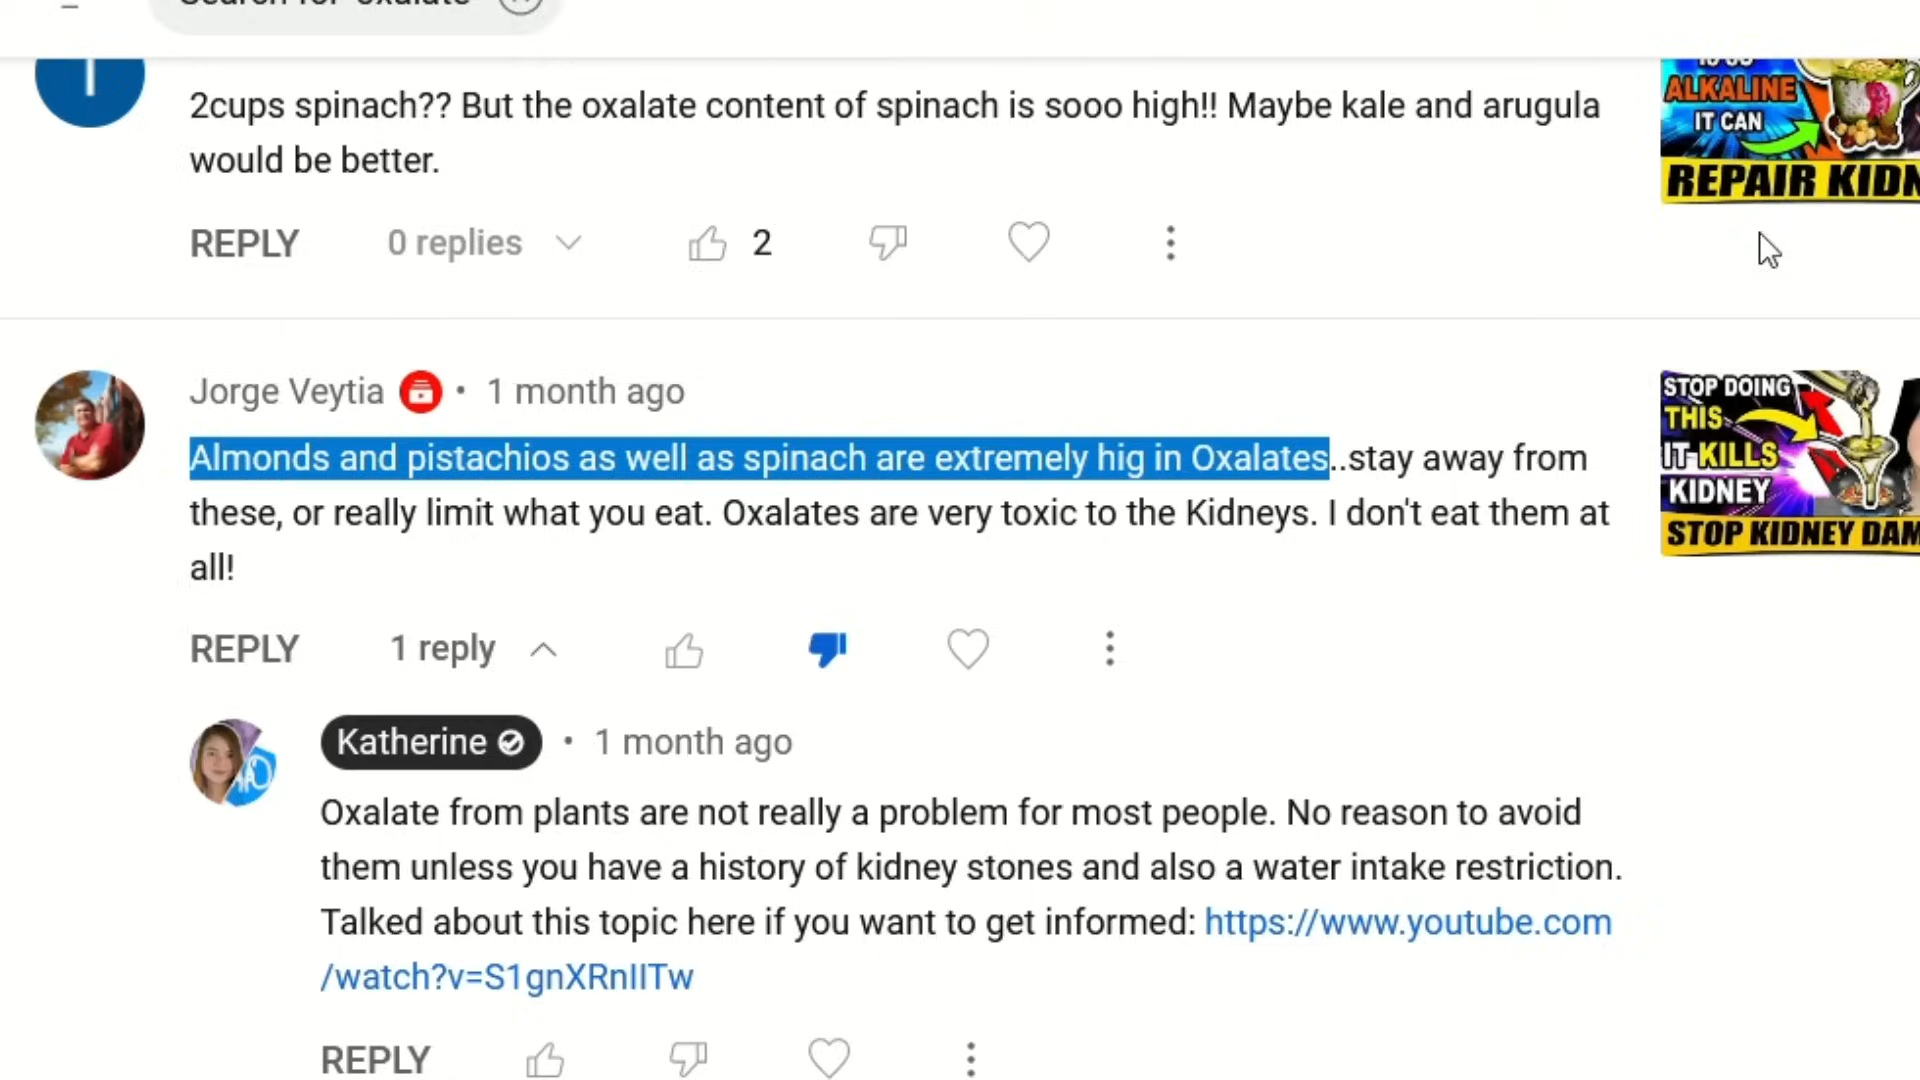 Search for "oxalate"
2cups spinach?? But the oxalate content of spinach is sooo high!! Maybe kale and arugula
would be better.
REPLY 0 replies 2
ALKALINE
IT CAN
REPAIR KIDN
Jorge Veytia • 1 month ago
Almonds and pistachios as well as spinach are extremely hig in Oxalates..stay away from
these, or really limit what you eat. Oxalates are very toxic to the Kidneys. I don't eat them at
all!
REPLY 1 reply
STOP DOING
THIS
IT KILLS
KIDNEY
STOP KIDNEY DAM
Katherine • 1 month ago
Oxalate from plants are not really a problem for most people. No reason to avoid
them unless you have a history of kidney stones and also a water intake restriction.
Talked about this topic here if you want to get informed: https://www.youtube.com
/watch?v=S1gnXRnIITw
REPLY